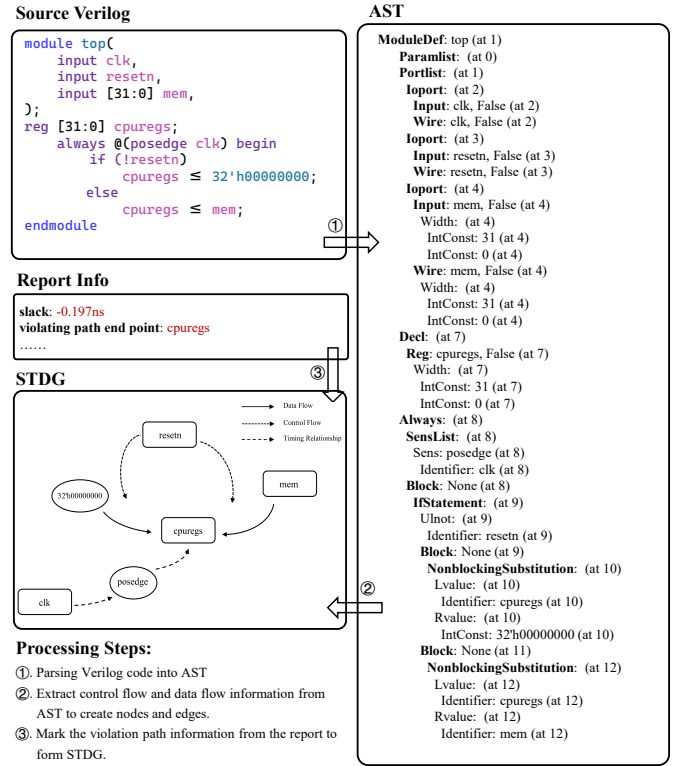 Source Verilog
module top(
input clk,
input resetn,
input [31:0] mem,
);
reg [31:0] cpuregs;
always @(posedge clk) begin
if (!resetn)
cpuregs ≤ 32'h00000000;
else
cpuregs ≤ mem;
endmodule
①
Report Info
slack: -0.197ns
violating path end point: cpuregs
......
③
STDG
Data Flow
Control Flow
Timing Relationship
resetn
32'h00000000
mem
cpuregs
posedge
clk
②
Processing Steps:
①. Parsing Verilog code into AST
②. Extract control flow and data flow information from
AST to create nodes and edges.
③. Mark the violation path information from the report to
form STDG.
AST
ModuleDef: top (at 1)
Paramlist: (at 0)
Portlist: (at 1)
Ioport: (at 2)
Input: clk, False (at 2)
Wire: clk, False (at 2)
Ioport: (at 3)
Input: resetn, False (at 3)
Wire: resetn, False (at 3)
Ioport: (at 4)
Input: mem, False (at 4)
Width: (at 4)
IntConst: 31 (at 4)
IntConst: 0 (at 4)
Wire: mem, False (at 4)
Width: (at 4)
IntConst: 31 (at 4)
IntConst: 0 (at 4)
Decl: (at 7)
Reg: cpuregs, False (at 7)
Width: (at 7)
IntConst: 31 (at 7)
IntConst: 0 (at 7)
Always: (at 8)
SensList: (at 8)
Sens: posedge (at 8)
Identifier: clk (at 8)
Block: None (at 8)
IfStatement: (at 9)
Ulnot: (at 9)
Identifier: resetn (at 9)
Block: None (at 9)
NonblockingSubstitution: (at 10)
Lvalue: (at 10)
Identifier: cpuregs (at 10)
Rvalue: (at 10)
IntConst: 32'h00000000 (at 10)
Block: None (at 11)
NonblockingSubstitution: (at 12)
Lvalue: (at 12)
Identifier: cpuregs (at 12)
Rvalue: (at 12)
Identifier: mem (at 12)